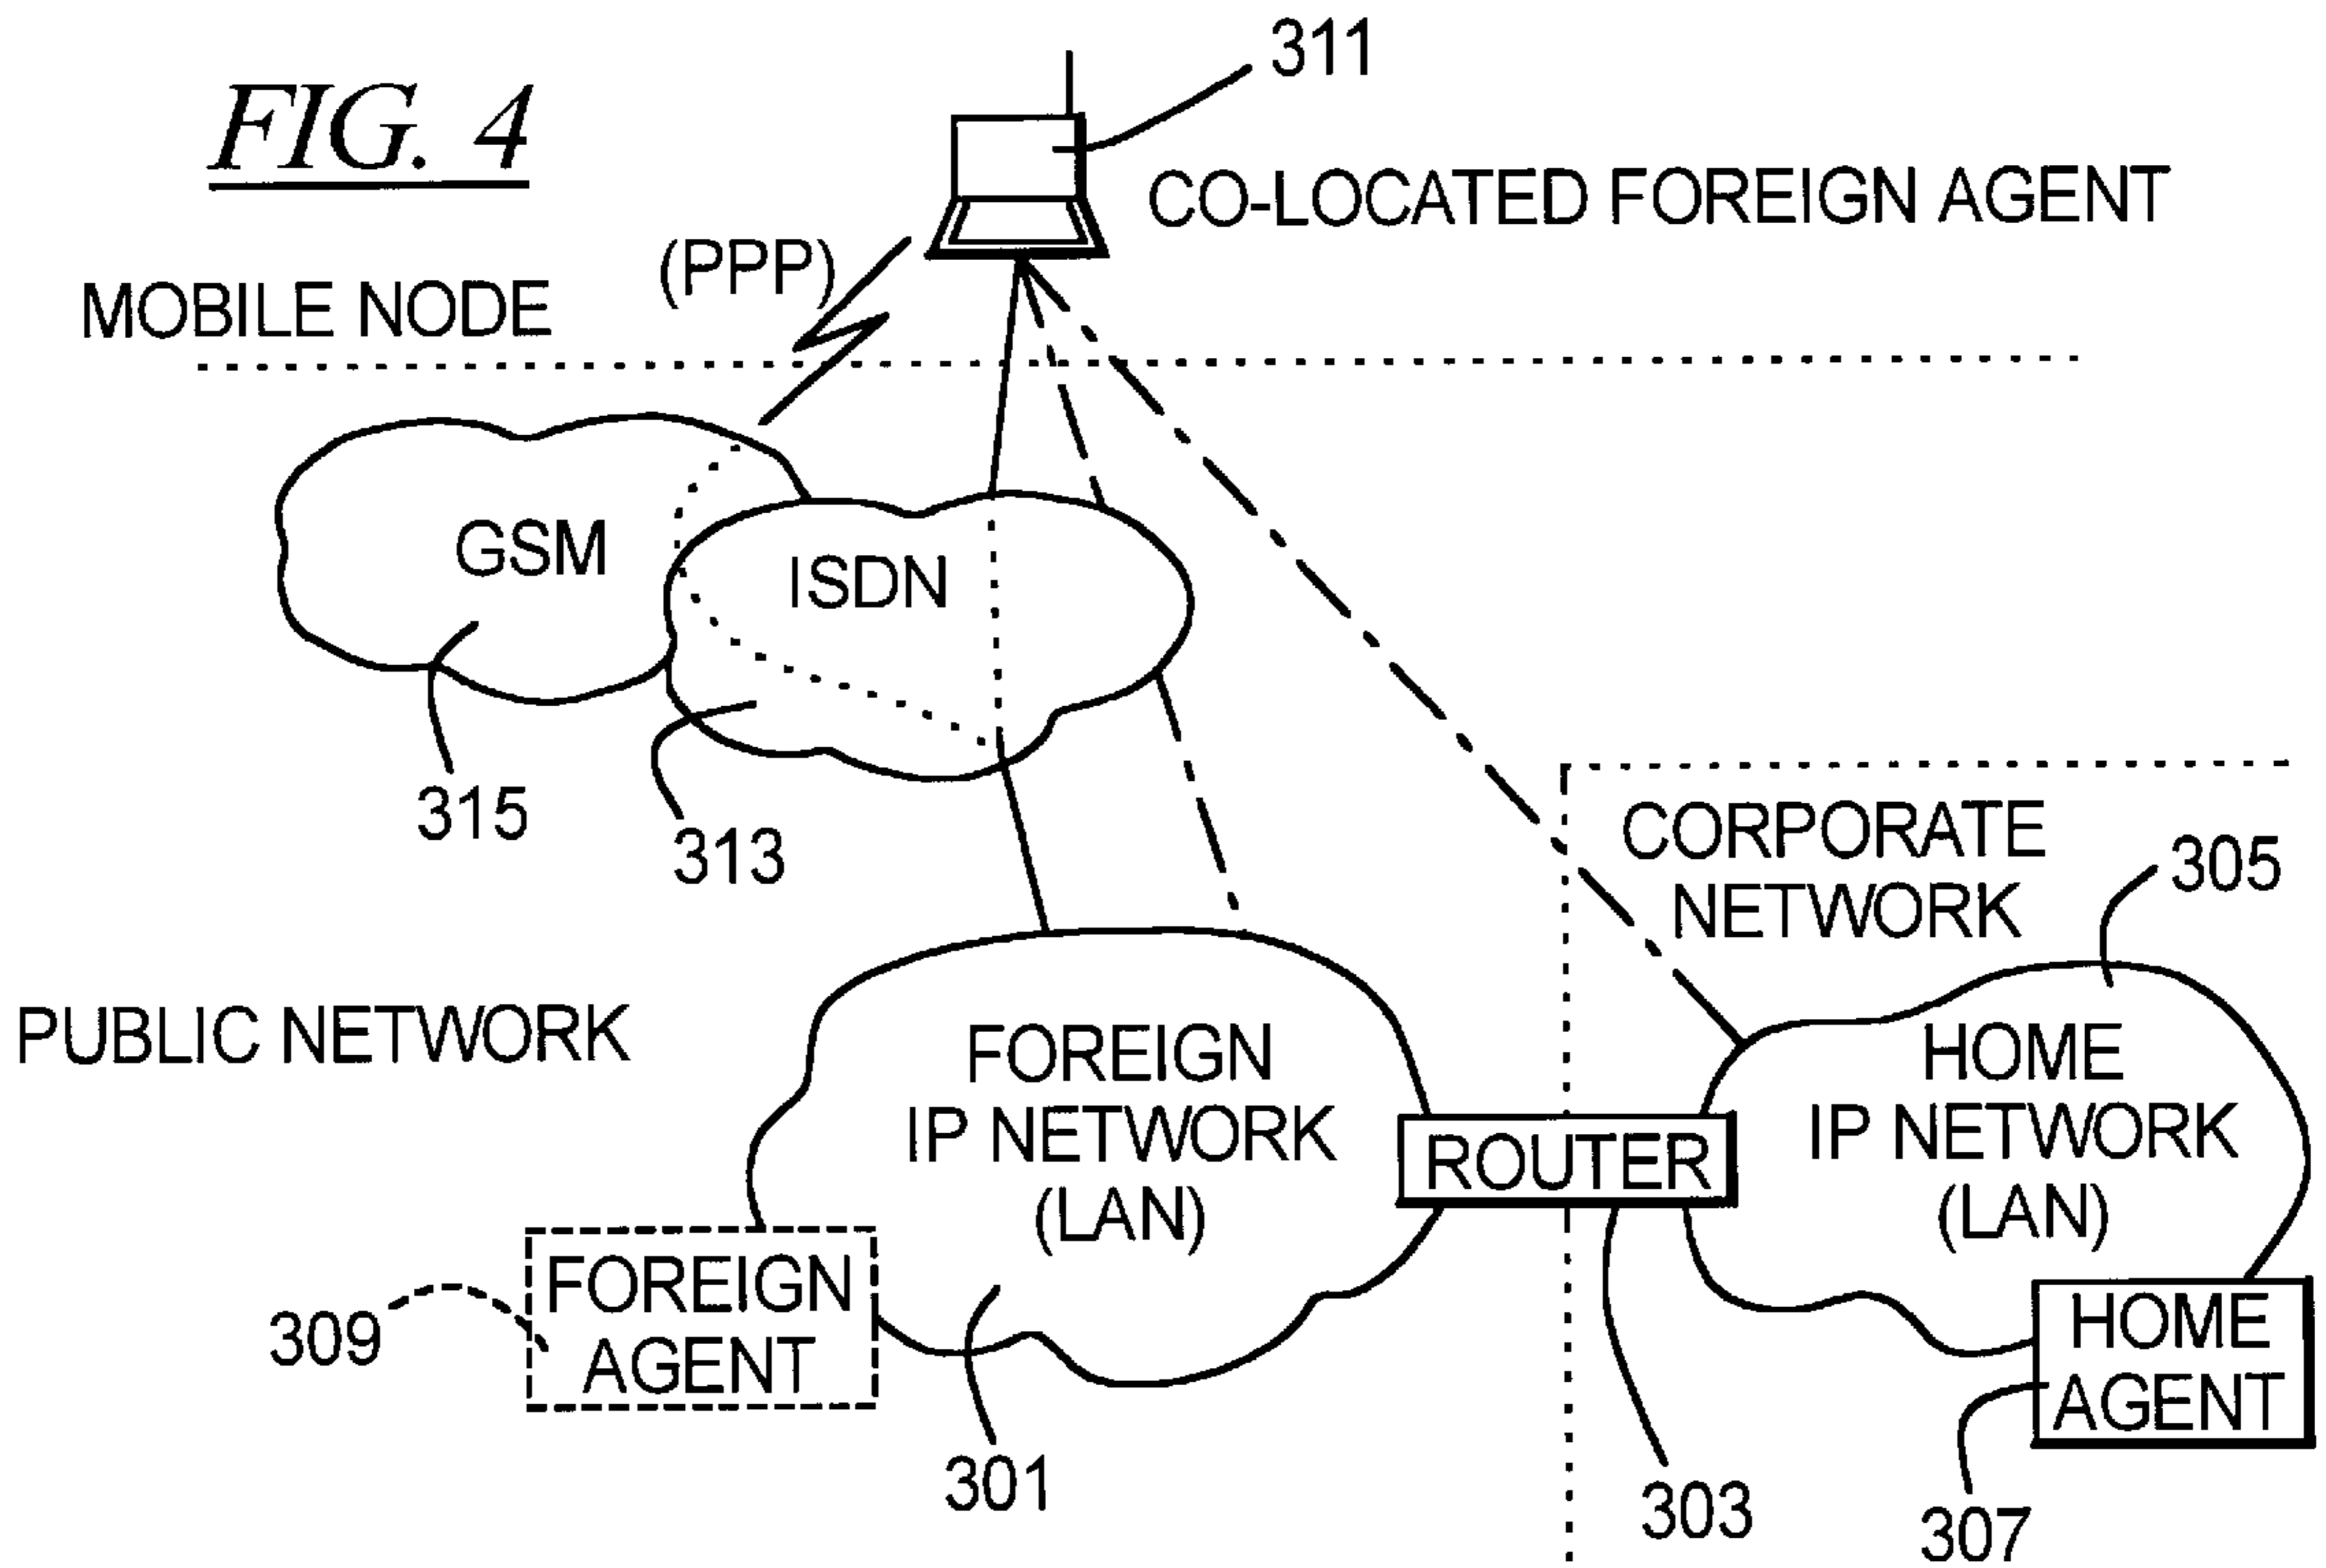 FIG. 4
311
CO-LOCATED FOREIGN AGENT
(PPP)
MOBILE NODE
GSM
ISDN
315
313
CORPORATE
NETWORK
305
PUBLIC NETWORK
FOREIGN
IP NETWORK
(LAN)
ROUTER
HOME
IP NETWORK
(LAN)
FOREIGN
AGENT
309
HOME
AGENT
301
303
307